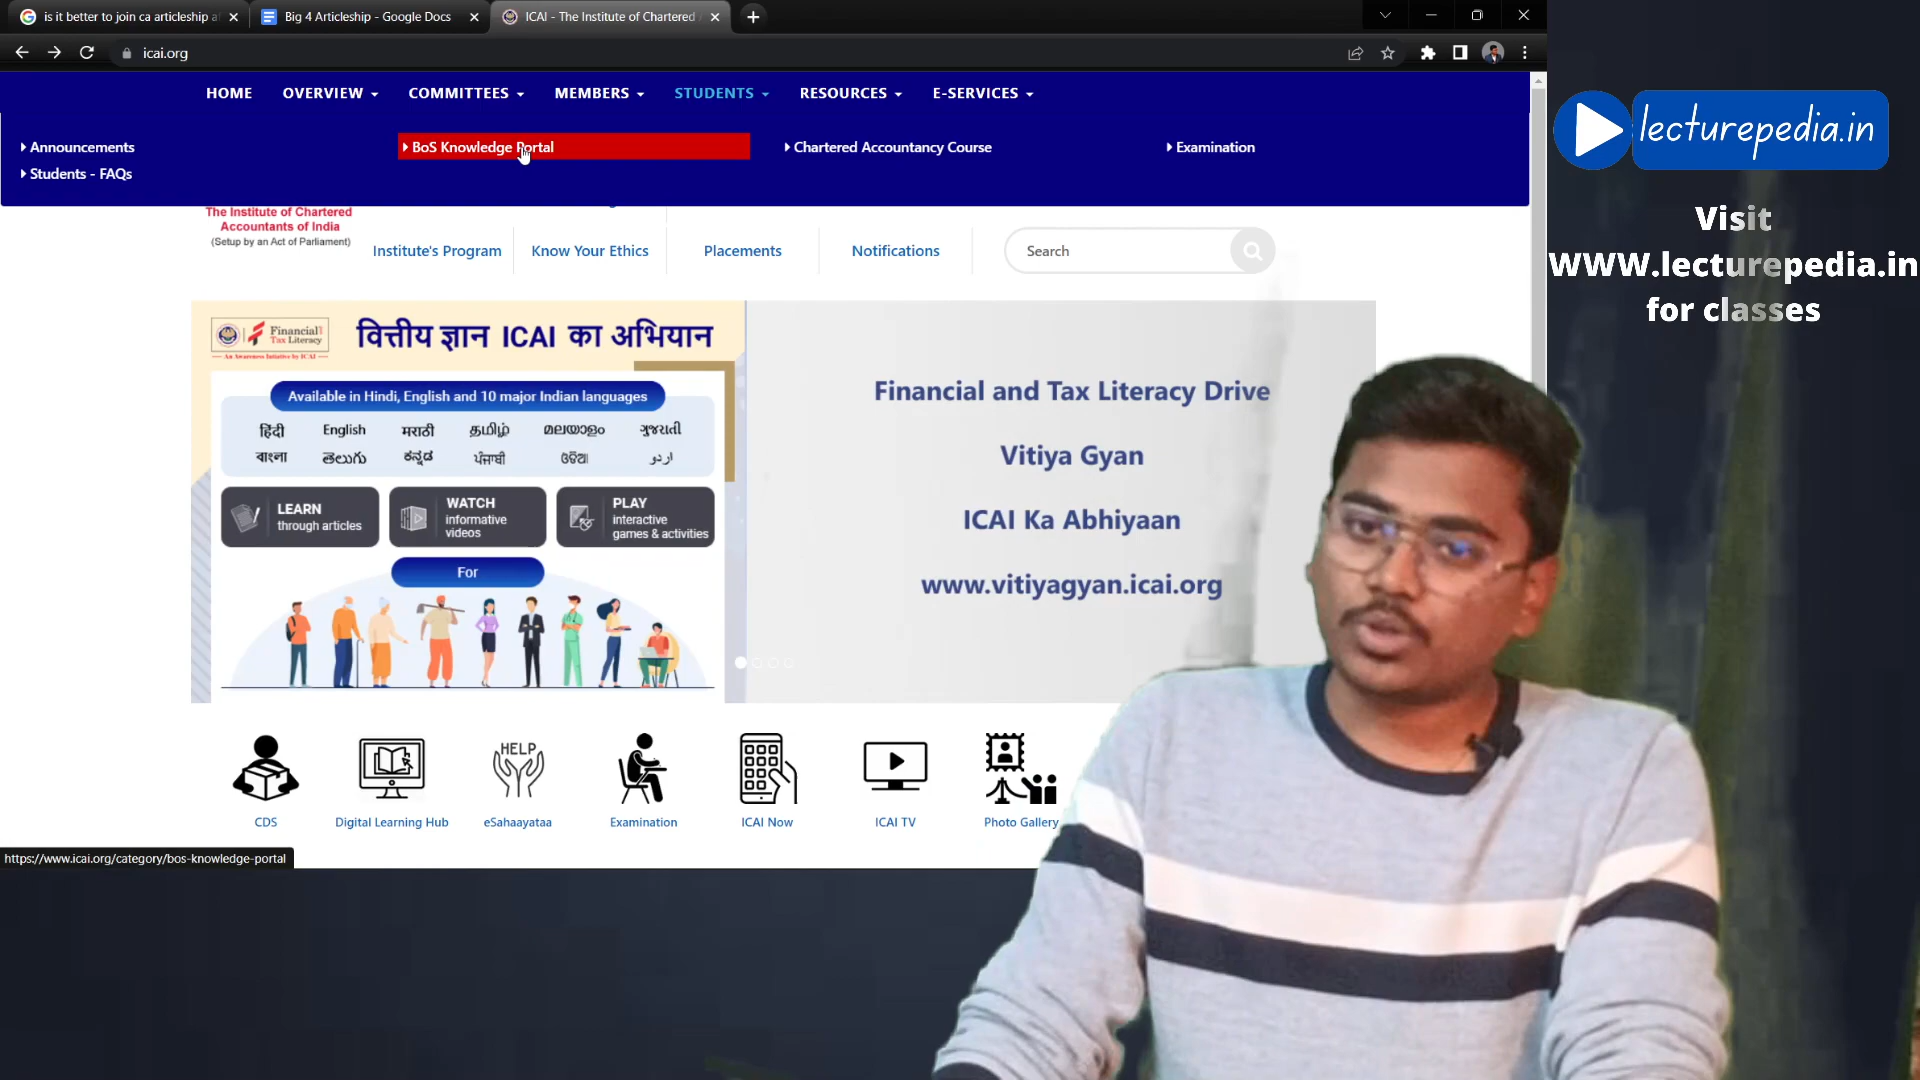 is it better to join ca articleship a
Big 4 Articleship - Google Docs
ICAI - The Institute of Chartered
icai.org
HOME
OVERVIEW
COMMITTEES
MEMBERS
STUDENTS
RESOURCES
E-SERVICES
Announcements
BoS Knowledge Portal
Chartered Accountancy Course
Examination
Students - FAQs
The Institute of Chartered
Accountants of India
(Setup by an Act of Parliament)
Institute's Program
Know Your Ethics
Placements
Notifications
Search
Financial
Tax Literacy
An Awareness Initiative by ICAI
वित्तीय ज्ञान ICAI का अभियान
Available in Hindi, English and 10 major Indian languages
हिंदी English मराठी தமிழ் മലയാളം ગુજરાતી
বাংলা తెలుగు ಕನ್ನಡ ਪੰਜਾਬੀ ଓଡିଆ اردو
LEARN
through articles
WATCH
informative
videos
PLAY
interactive
games & activities
For
Financial and Tax Literacy Drive
Vitiya Gyan
ICAI Ka Abhiyaan
www.vitiyagyan.icai.org
HELP
CDS
Digital Learning Hub
eSahaayataa
Examination
ICAI Now
ICAI TV
Photo Gallery
https://www.icai.org/category/bos-knowledge-portal
lecturepedia.in
Visit
WWW.lecturepedia.in
for classes